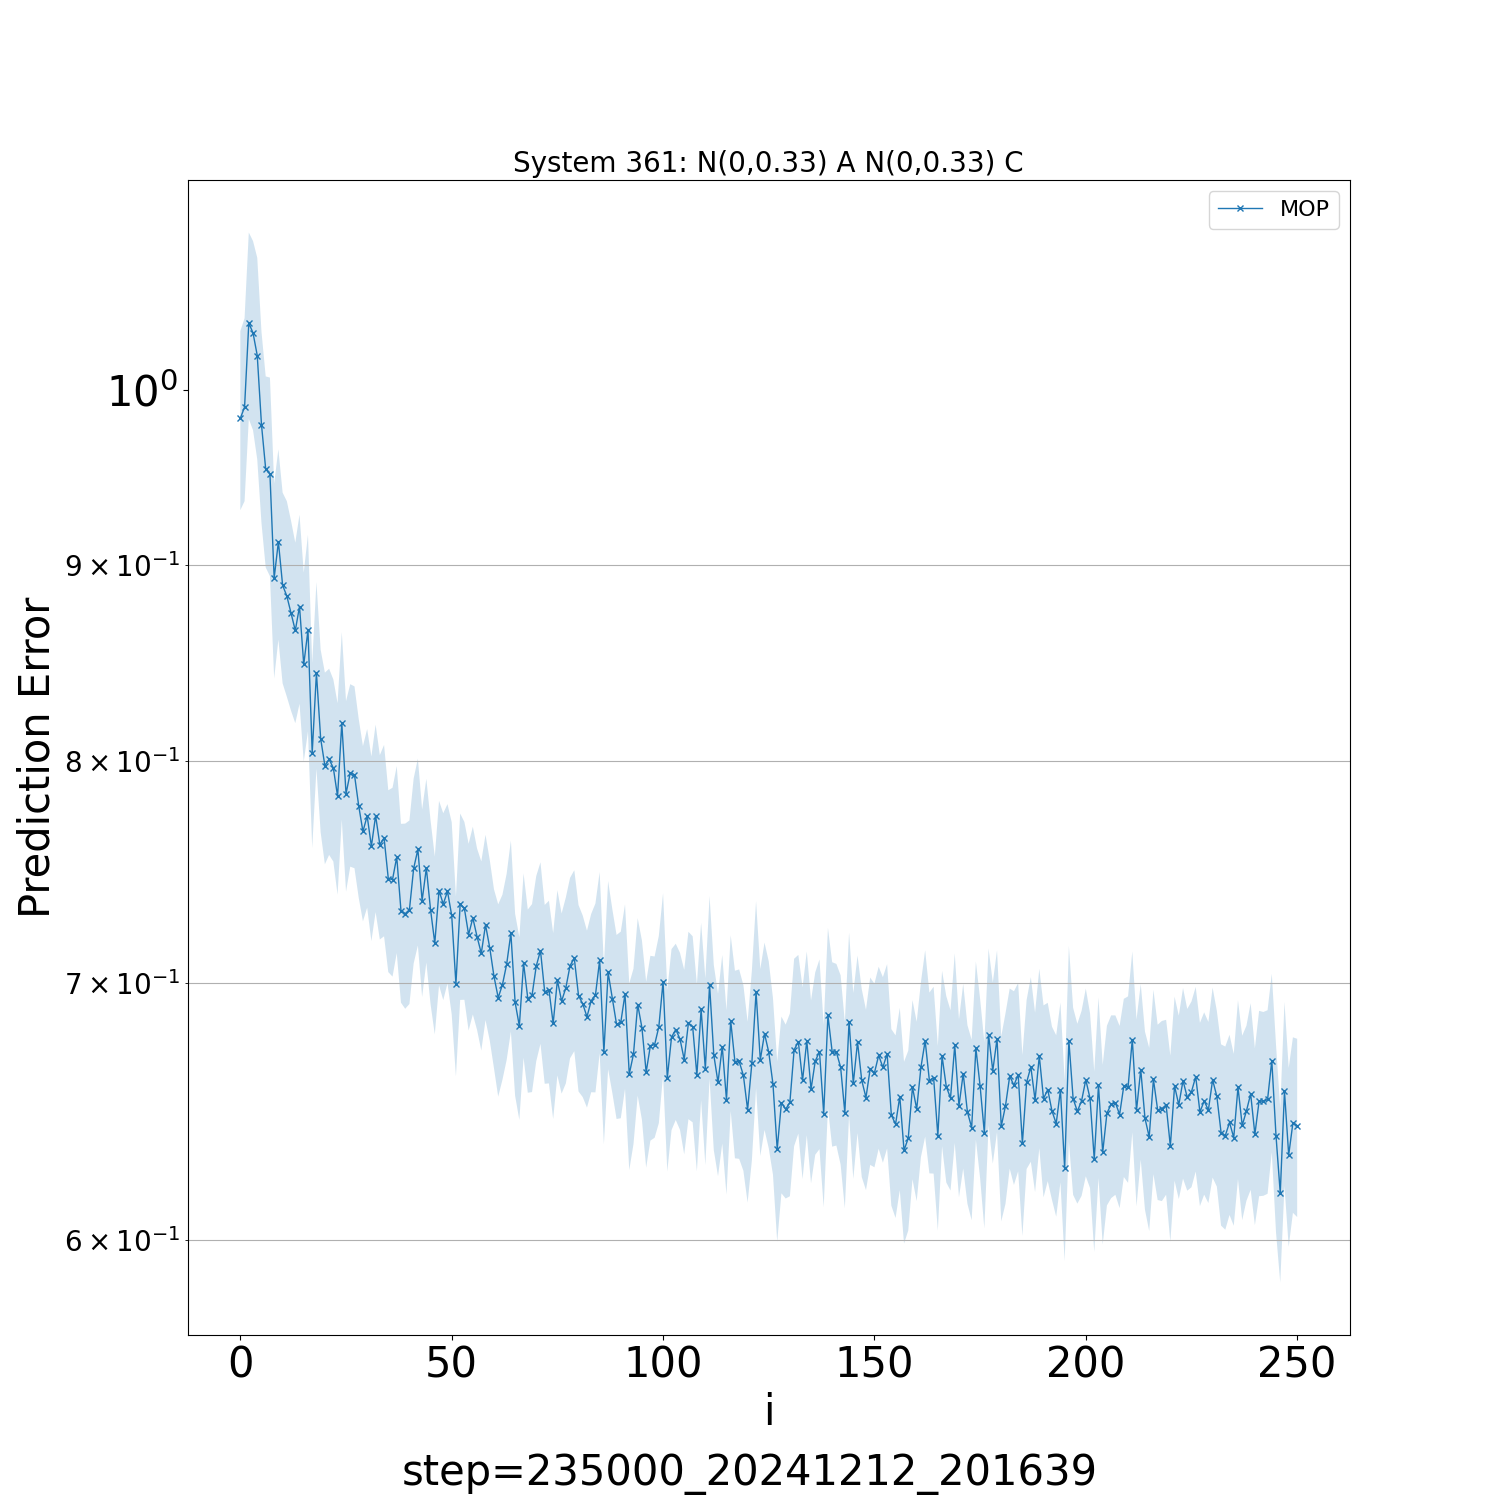 System 361: N(0,0.33) A N(0,0.33) C
MOP
Prediction Error
10⁰
9 × 10⁻¹
8 × 10⁻¹
7 × 10⁻¹
6 × 10⁻¹
0 50 100 150 200 250
i
step=235000_20241212_201639